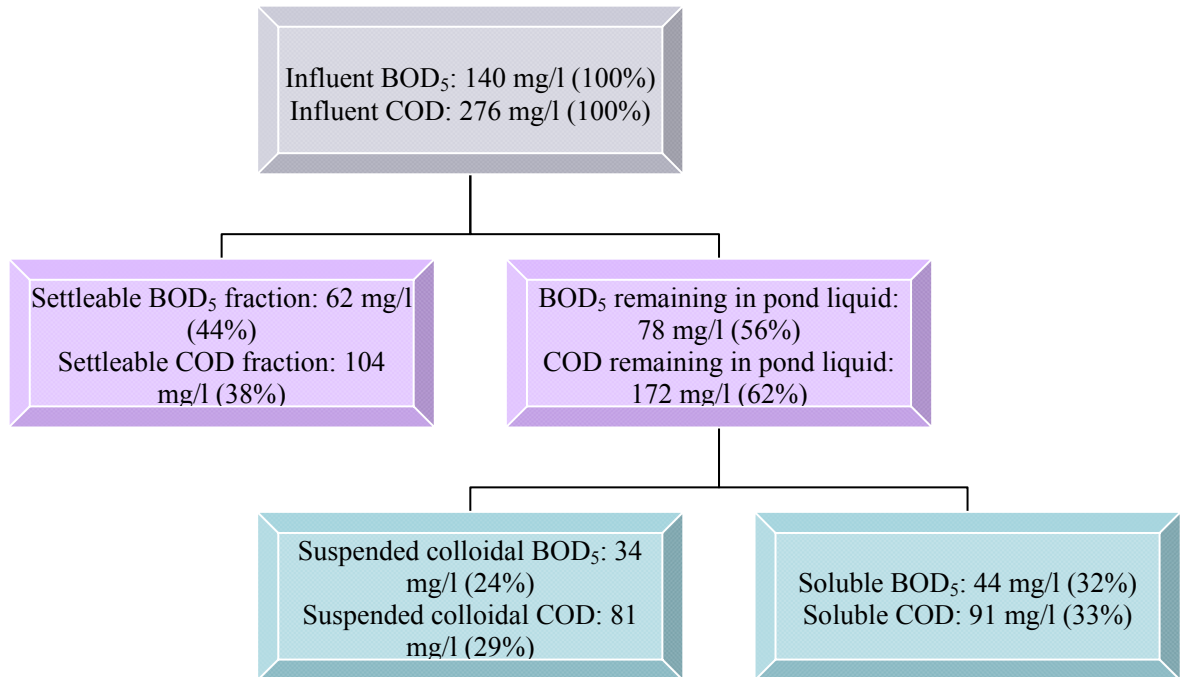 Influent BOD₅: 140 mg/l (100%)
Influent COD: 276 mg/l (100%)
Settleable BOD₅ fraction: 62 mg/l
(44%)
Settleable COD fraction: 104
mg/l (38%)
BOD₅ remaining in pond liquid:
78 mg/l (56%)
COD remaining in pond liquid:
172 mg/l (62%)
Suspended colloidal BOD₅: 34
mg/l (24%)
Suspended colloidal COD: 81
mg/l (29%)
Soluble BOD₅: 44 mg/l (32%)
Soluble COD: 91 mg/l (33%)